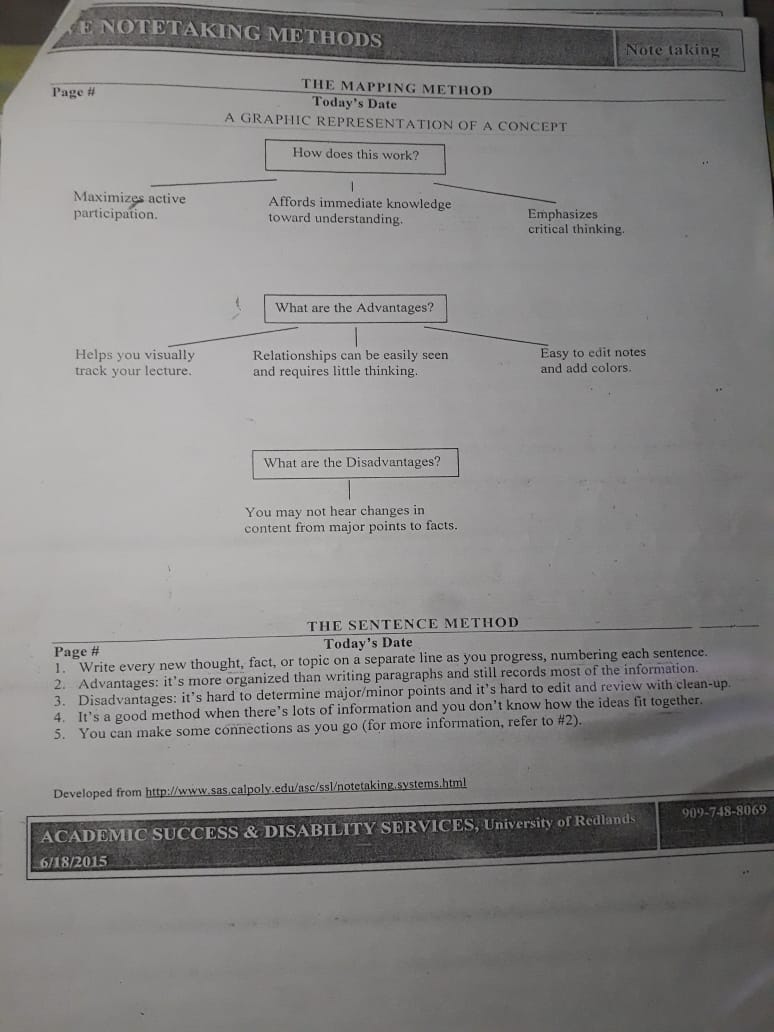 E NOTETAKING METHODS
Note taking
THE MAPPING METHOD
Page #
Today's Date
A GRAPHIC REPRESENTATION OF A CONCEPT
How does this work?
Maximizes active
participation.
Affords immediate knowledge
toward understanding.
Emphasizes
critical thinking.
What are the Advantages?
Helps you visually
track your lecture.
Relationships can be easily seen
and requires little thinking.
Easy to edit notes
and add colors.
What are the Disadvantages?
You may not hear changes in
content from major points to facts.
THE SENTENCE METHOD
Page #
Today's Date
1. Write every new thought, fact, or topic on a separate line as you progress, numbering each sentence.
2. Advantages: it's more organized than writing paragraphs and still records most of the information.
3. Disadvantages: it's hard to determine major/minor points and it's hard to edit and review with clean-up.
4. It's a good method when there's lots of information and you don't know how the ideas fit together.
5. You can make some connections as you go (for more information, refer to #2).
Developed from http://www.sas.calpoly.edu/asc/ssl/notetaking.systems.html
ACADEMIC SUCCESS & DISABILITY SERVICES, University of Redlands
909-748-8069
6/18/2015